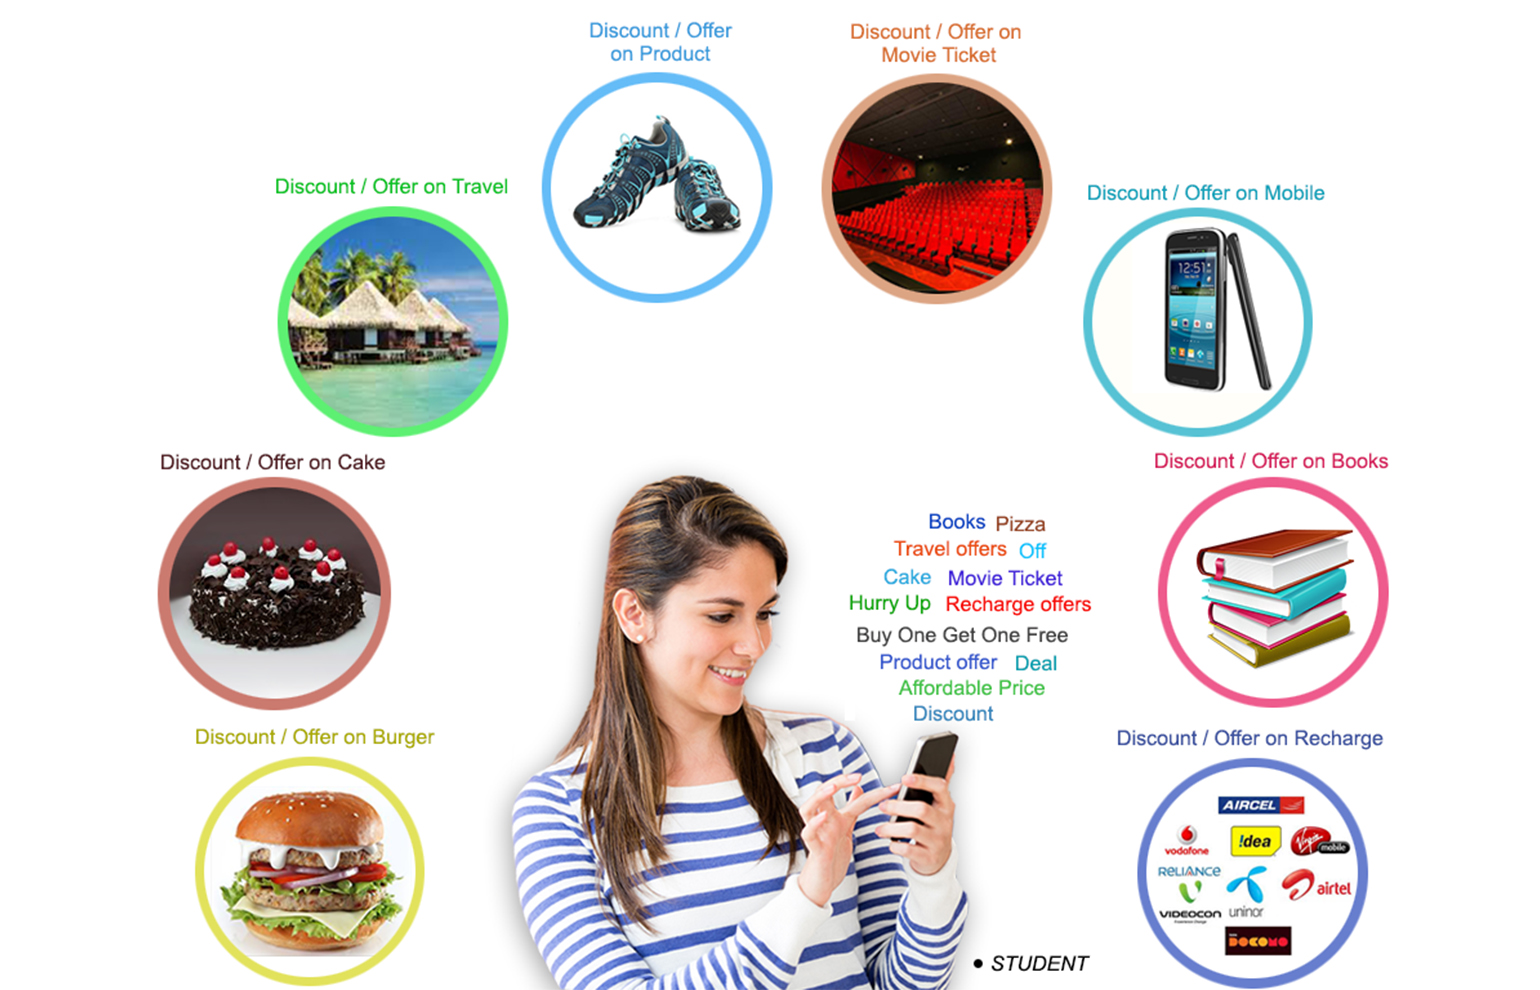 Discount / Offer
on Product
Discount / Offer on
Movie Ticket
Discount / Offer on Travel
Discount / Offer on Mobile
12:51
Discount / Offer on Cake
Discount / Offer on Books
Books Pizza
Travel offers Off
Cake Movie Ticket
Hurry Up Recharge offers
Buy One Get One Free
Product offer Deal
Affordable Price
Discount
Discount / Offer on Burger
Discount / Offer on Recharge
AIRCEL
vodafone
!dea
Virgin mobile
RELIANCE
airtel
VIDEOCON
uninor
DOCOMO
• STUDENT